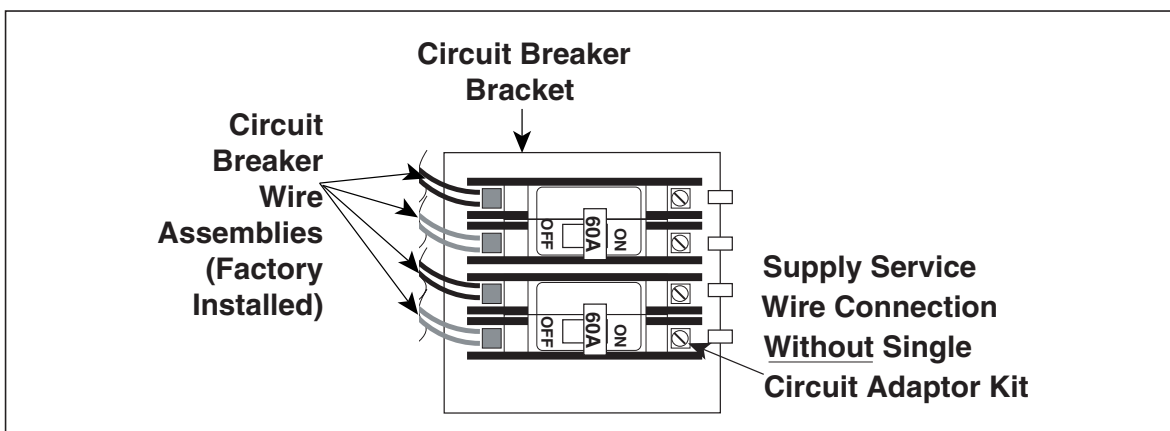 Circuit Breaker
Bracket
Circuit
Breaker
Wire
Assemblies
(Factory
Installed)
OFF
60A
ON
OFF
60A
ON
Supply Service
Wire Connection
Without Single
Circuit Adaptor Kit